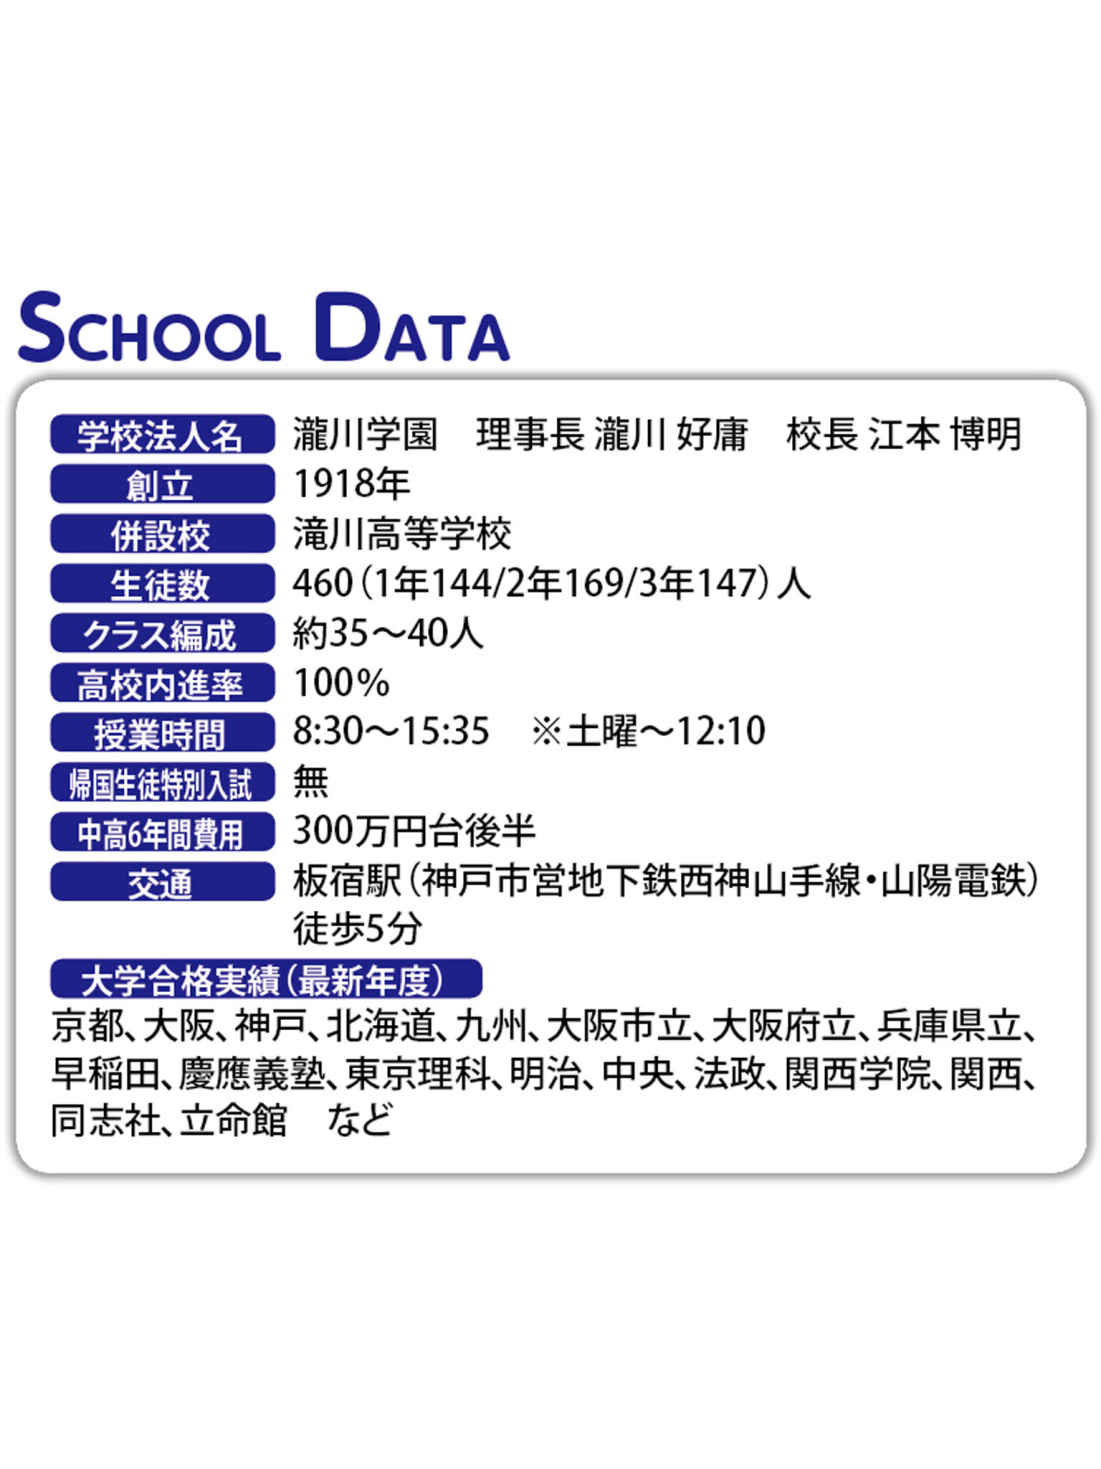 SCHOOL DATA
学校法人名 瀧川学園　理事長 瀧川 好庸　校長 江本 博明
創立 1918年
併設校 滝川高等学校
生徒数 460（1年144/2年169/3年147）人
クラス編成 約35～40人
高校内進率 100%
授業時間 8:30～15:35　※土曜～12:10
帰国生徒特別入試 無
中高6年間費用 300万円台後半
交通 板宿駅（神戸市営地下鉄西神山手線・山陽電鉄）
徒歩5分
大学合格実績（最新年度）
京都、大阪、神戸、北海道、九州、大阪市立、大阪府立、兵庫県立、
早稲田、慶應義塾、東京理科、明治、中央、法政、関西学院、関西、
同志社、立命館　など